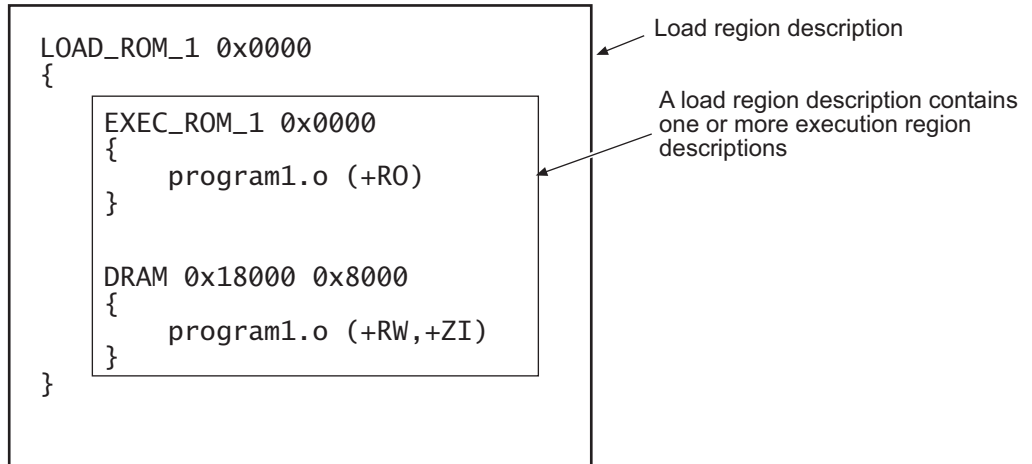 LOAD_ROM_1 0x0000
{
EXEC_ROM_1 0x0000
{
program1.o (+RO)
}
DRAM 0x18000 0x8000
{
program1.o (+RW,+ZI)
}
}
Load region description
A load region description contains
one or more execution region
descriptions